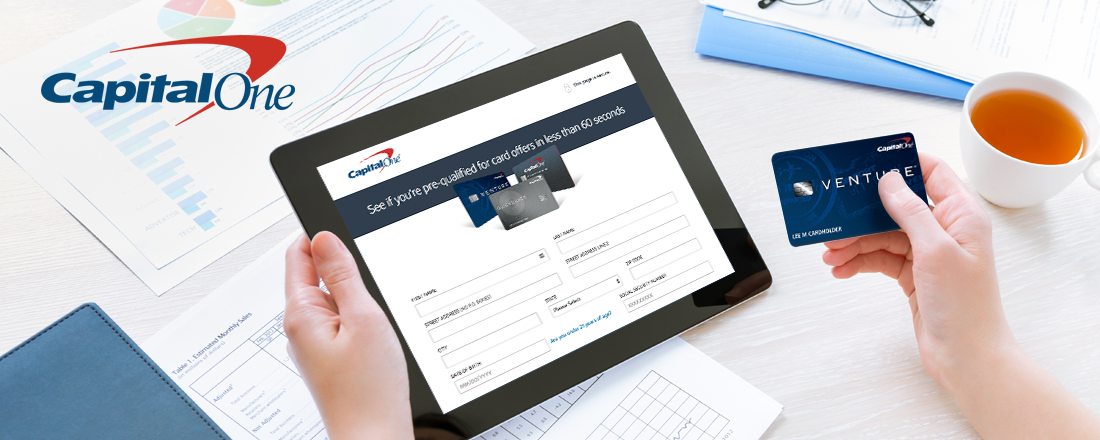 Capital One
This page is secure.
Capital One
See if you're pre-qualified for card offers in less than 60 seconds
VENTURE
FIRST NAME
LAST NAME
STREET ADDRESS (NO P.O. BOXES)
STREET ADDRESS LINE 2
CITY
STATE
Please Select
ZIP CODE
DATE OF BIRTH
MM/DD/YYYY
SOCIAL SECURITY NUMBER
XXXXXXXXX
Are you under 21 years of age?
Capital One
VENTURE
LEE M CARDHOLDER
Table 1. Estimated Monthly Sales
Adjusted
Not Adjusted